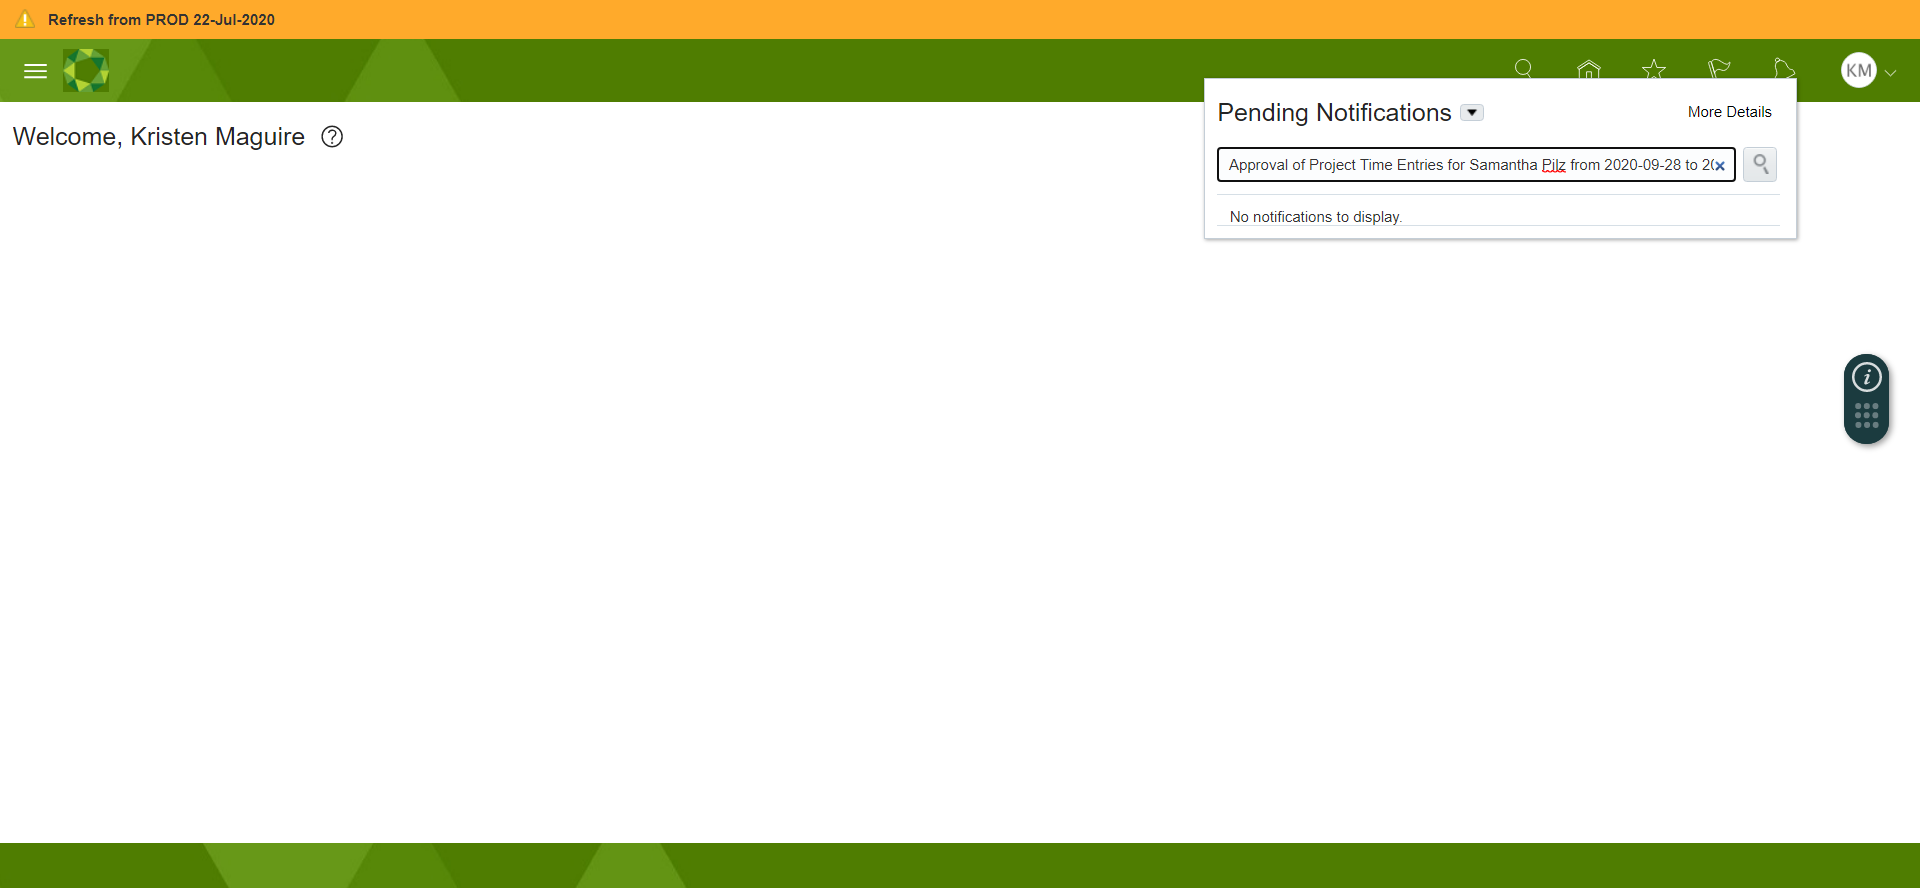 Refresh from PROD 22-Jul-2020
KM
Pending Notifications
More Details
Welcome, Kristen Maguire ?
Approval of Project Time Entries for Samantha Pilz from 2020-09-28 to 20
No notifications to display.
i